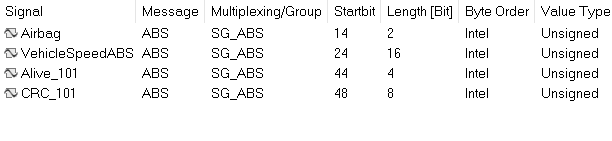 Signal Message Multiplexing/Group Startbit Length [Bit] Byte Order Value Type
Airbag ABS SG_ABS 14 2 Intel Unsigned
VehicleSpeedABS ABS SG_ABS 24 16 Intel Unsigned
Alive_101 ABS SG_ABS 44 4 Intel Unsigned
CRC_101 ABS SG_ABS 48 8 Intel Unsigned